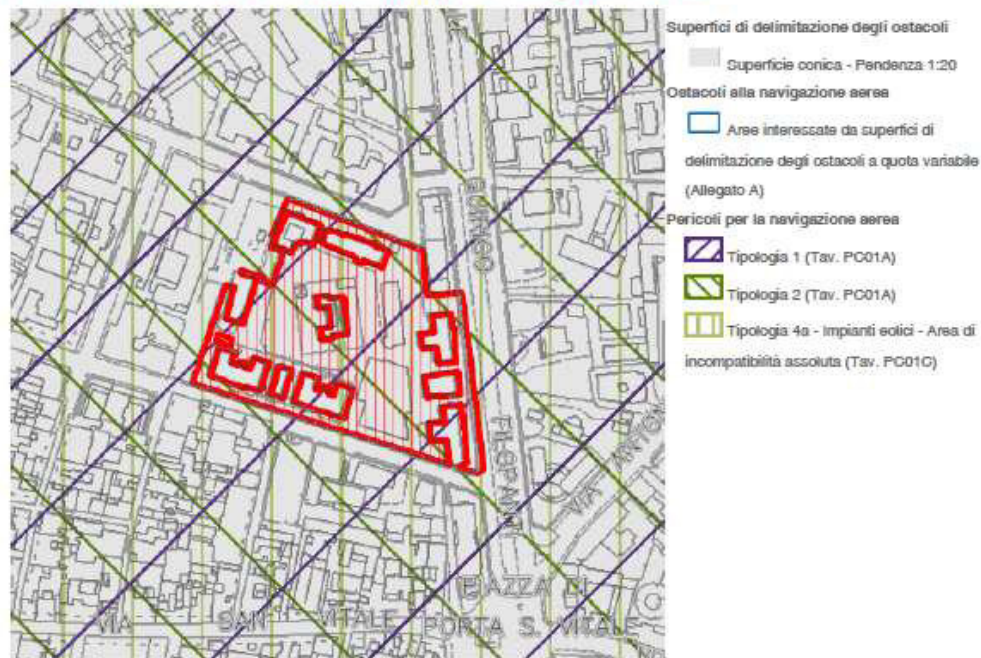 Superfici di delimitazione degli ostacoli
Superficie conica - Pendenza 1:20
Ostacoli alla navigazione aerea
Aree interessate da superfici di
delimitazione degli ostacoli a quota variabile
(Allegato A)
Pericoli per la navigazione aerea
Tipologia 1 (Tav. PC01A)
Tipologia 2 (Tav. PC01A)
Tipologia 4a - Impianti eolici - Area di
incompatibilità assoluta (Tav. PC01C)
FILEPANTI
VIA
PIAZZA DI
VIA SAN VITALE PORTA S. VITALE